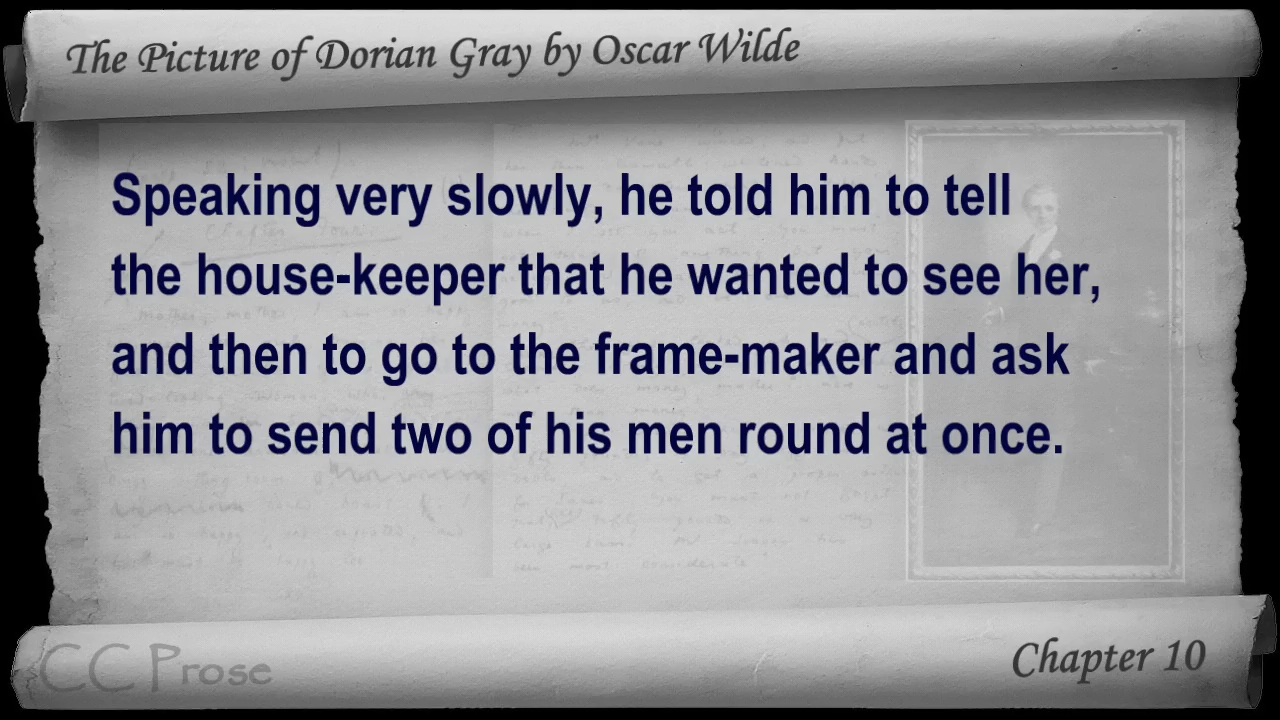 The Picture of Dorian Gray by Oscar Wilde
Speaking very slowly, he told him to tell
the house-keeper that he wanted to see her,
and then to go to the frame-maker and ask
him to send two of his men round at once.
CC Prose
Chapter 10